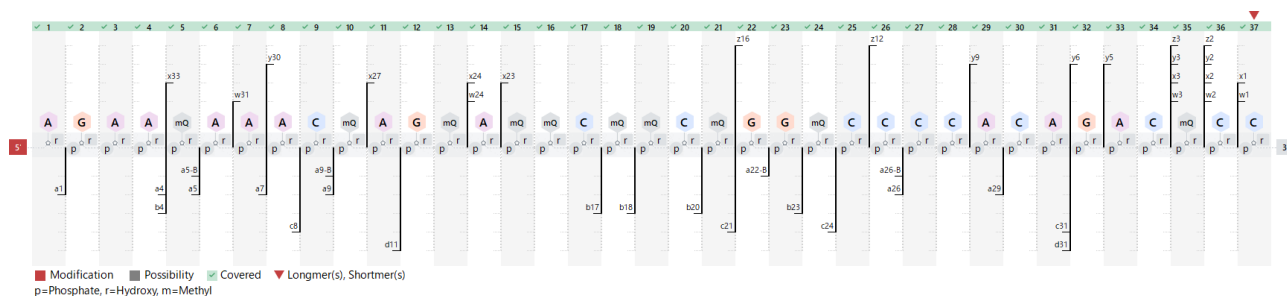 1 2 3 4 5 6 7 8 9 10 11 12 13 14 15 16 17 18 19 20 21 22 23 24 25 26 27 28 29 30 31 32 33 34 35 36 37
z16 z12 z3 z2
y30 y9 y6 y5 y3 y2
x33 x27 x24 x23 x3 x2 x1
w31 w24 w3 w2 w1
A G A A mQ A A A C mQ A G mQ A mQ mQ C mQ mQ C mQ G G mQ C C C C A C A G A C mQ C C
r r r r r r r r r r r r r r r r r r r r r r r r r r r r r r r r r r r r r
5' p p p p p p p p p p p p p p p p p p p p p p p p p p p p p p p p p p p p 3
a5-B a9-B a22-B a26-B
a1 a4 a5 a7 a9 a26 a29
b4 b17 b18 b20 b23
c8 c21 c24 c31
d11 d31
Modification Possibility Covered Longmer(s), Shortmer(s)
p=Phosphate, r=Hydroxy, m=Methyl